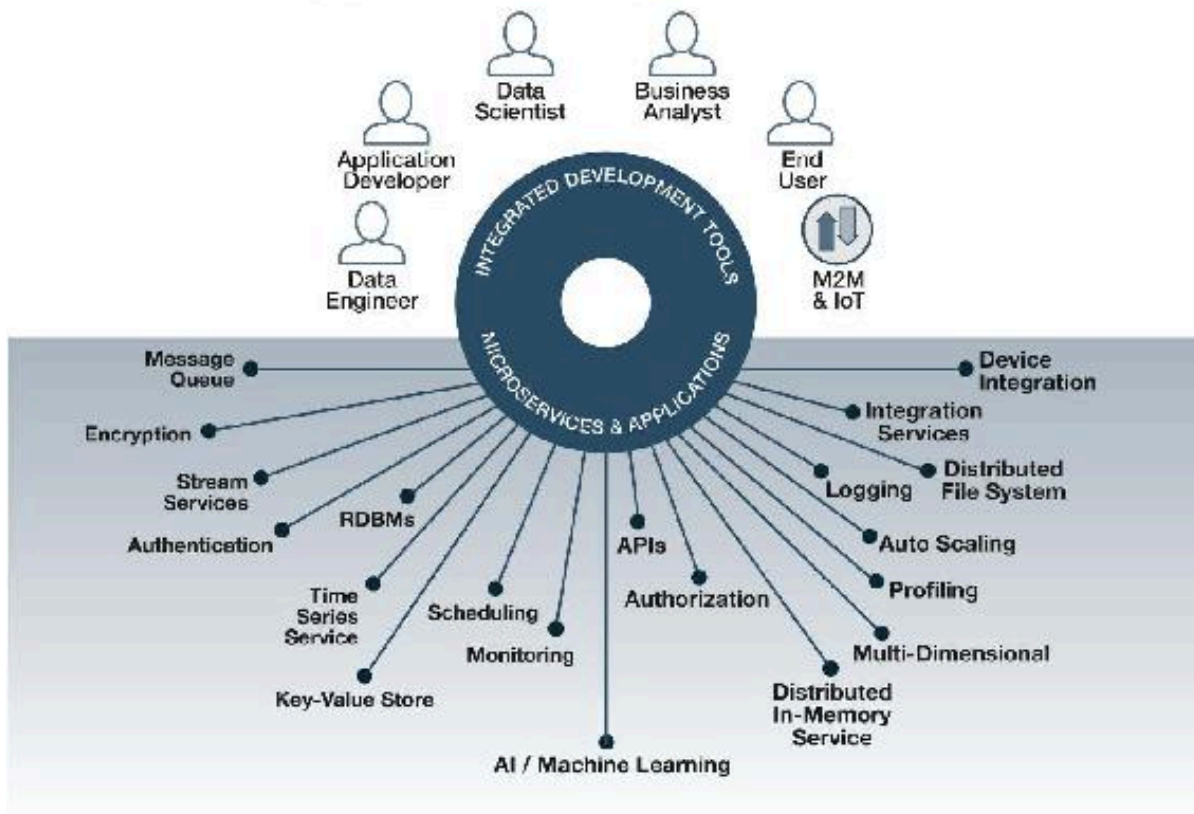 Data
Scientist
Business
Analyst
Application
Developer
End
User
Data
Engineer
M2M
& IoT
INTEGRATED DEVELOPMENT TOOLS
MICROSERVICES & APPLICATIONS
Message
Queue
Device
Integration
Encryption
Integration
Services
Stream
Services
RDBMs
Logging
Distributed
File System
Authentication
APIs
Auto Scaling
Time
Series
Service
Scheduling
Authorization
Profiling
Monitoring
Multi-Dimensional
Key-Value Store
Distributed
In-Memory
Service
AI / Machine Learning